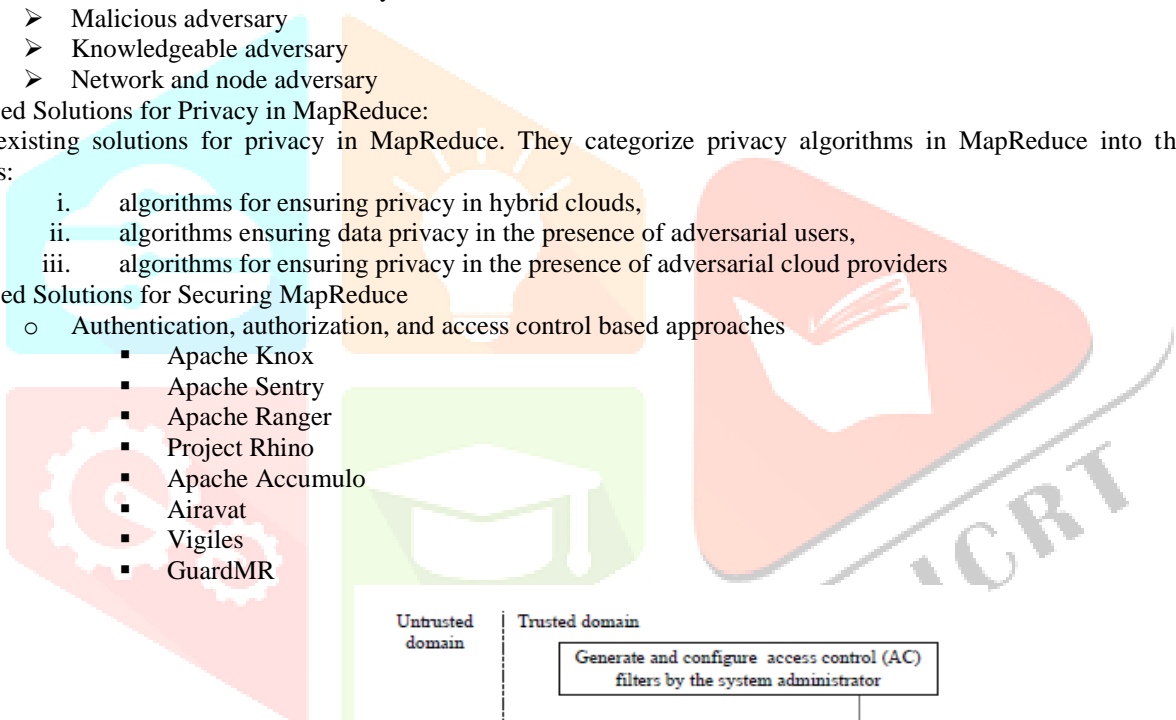 ➢ Malicious adversary
➢ Knowledgeable adversary
➢ Network and node adversary
ed Solutions for Privacy in MapReduce:
existing solutions for privacy in MapReduce. They categorize privacy algorithms in MapReduce into th
s:
i. algorithms for ensuring privacy in hybrid clouds,
ii. algorithms ensuring data privacy in the presence of adversarial users,
iii. algorithms for ensuring privacy in the presence of adversarial cloud providers
ed Solutions for Securing MapReduce
o Authentication, authorization, and access control based approaches
▪ Apache Knox
▪ Apache Sentry
▪ Apache Ranger
▪ Project Rhino
▪ Apache Accumulo
▪ Airavat
▪ Vigiles
▪ GuardMR
ICRT
Untrusted domain
Trusted domain
Generate and configure access control (AC)
filters by the system administrator